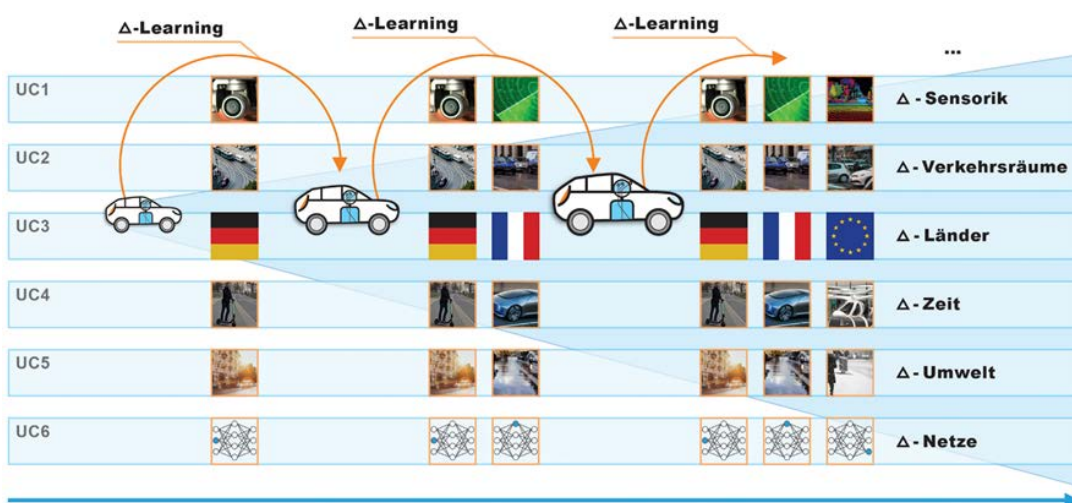 Δ-Learning
Δ-Learning
Δ-Learning
...
UC1
Δ - Sensorik
UC2
Δ - Verkehrsräume
UC3
Δ - Länder
UC4
Δ - Zeit
UC5
Δ - Umwelt
UC6
Δ - Netze